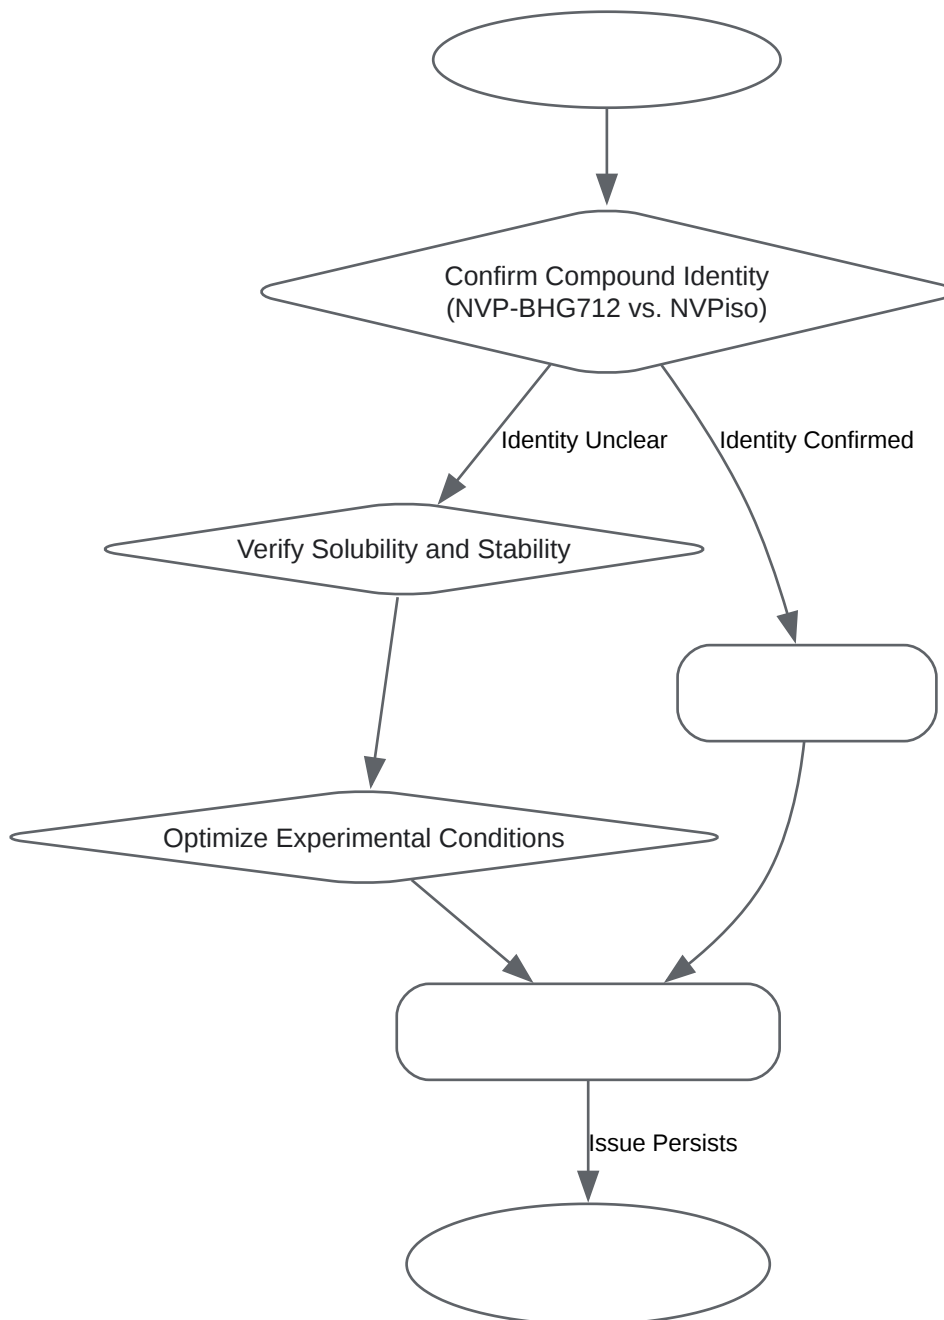 Confirm Compound Identity
(NVP-BHG712 vs. NVPiso)
Identity Unclear
Identity Confirmed
Verify Solubility and Stability
Optimize Experimental Conditions
Issue Persists